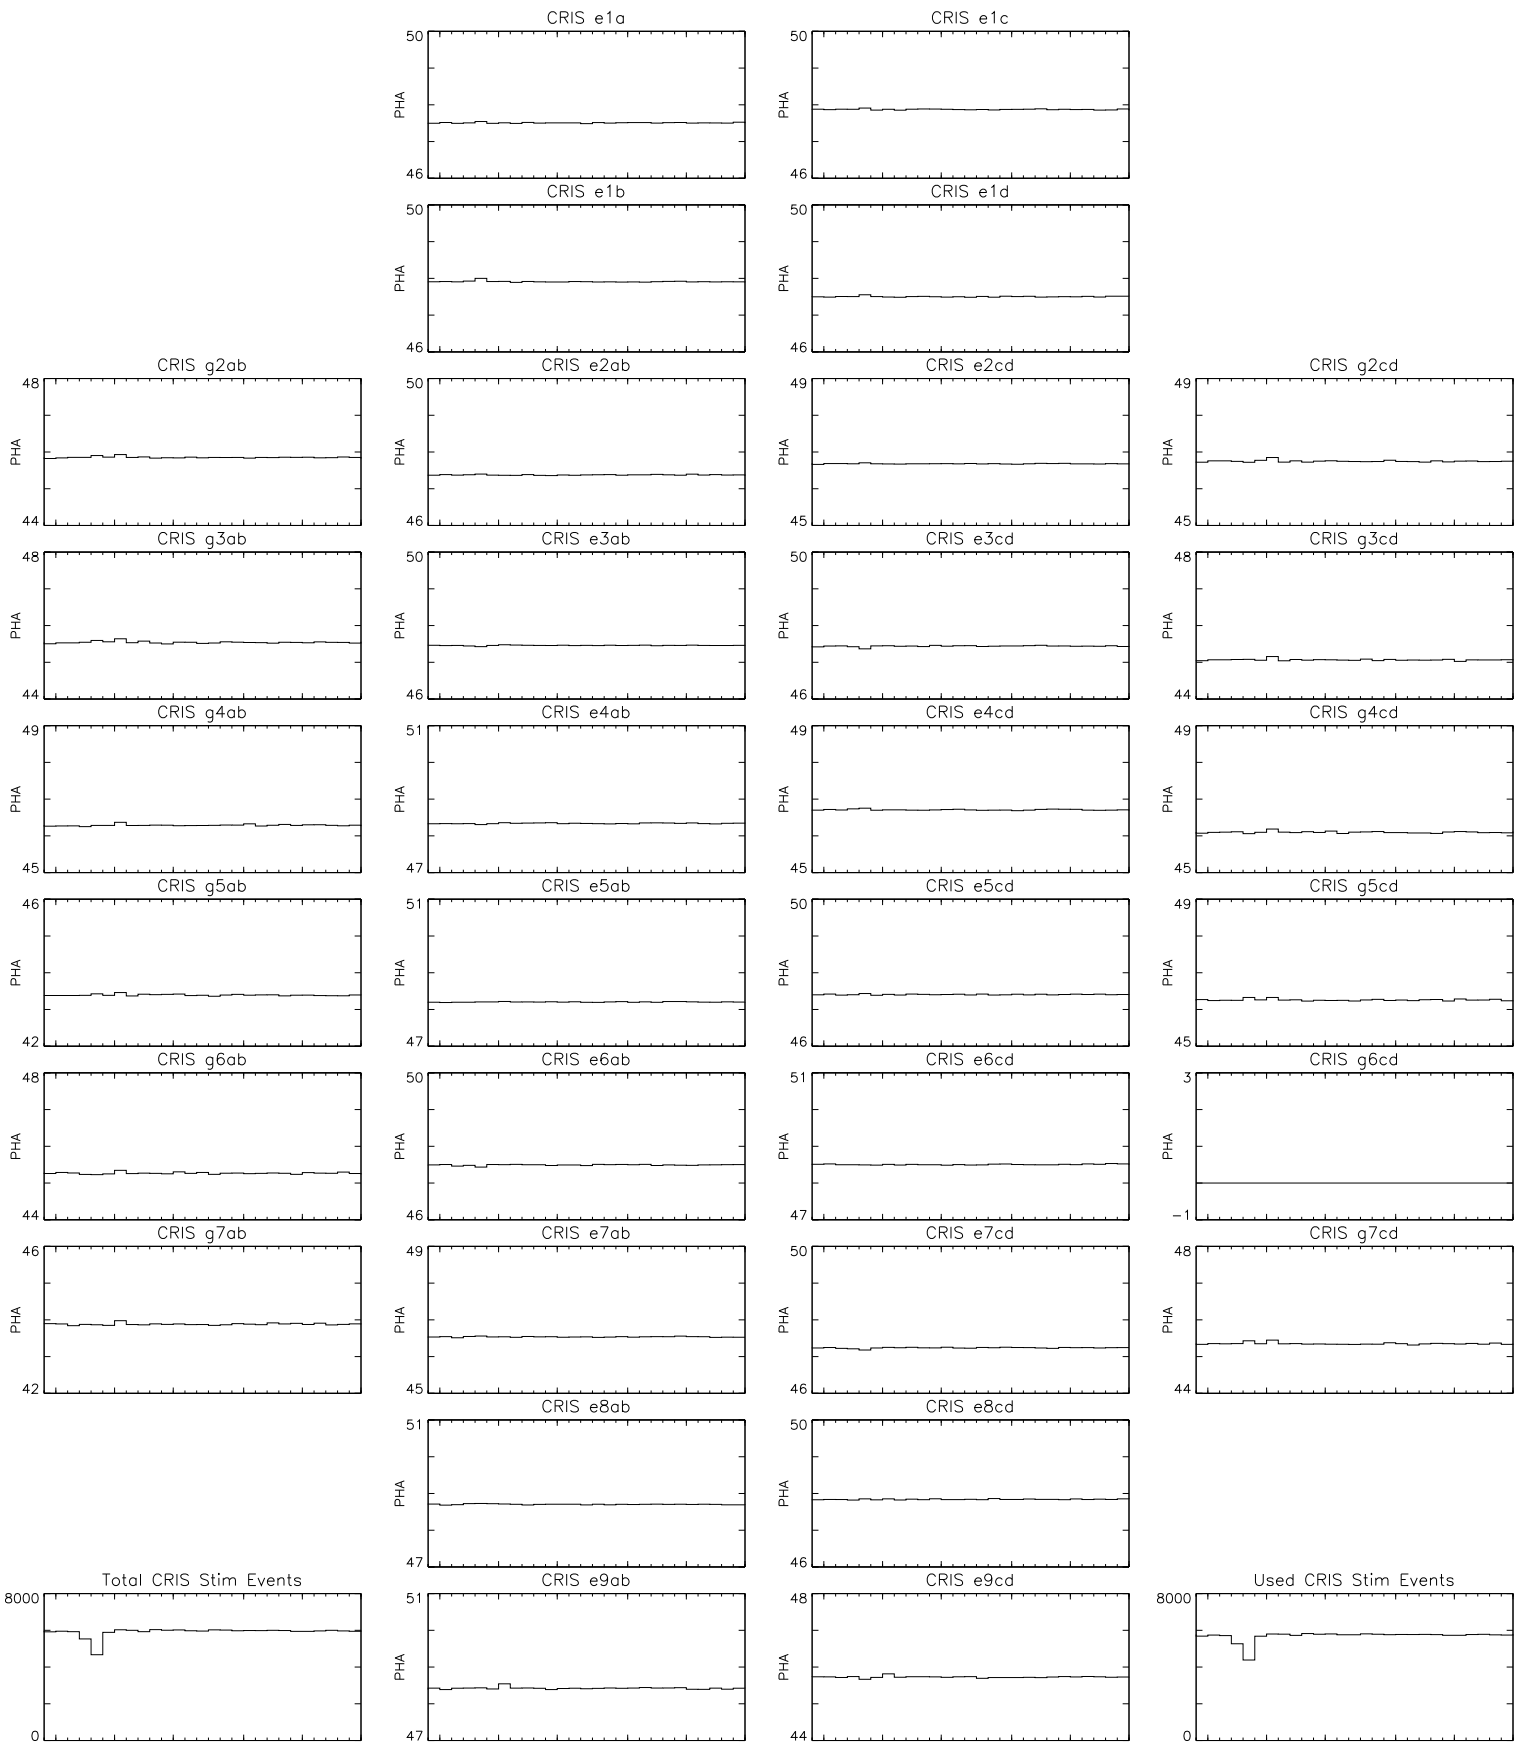 CRIS e1a
50
PHA
46
CRIS e1c
50
PHA
46
CRIS e1b
50
PHA
46
CRIS e1d
50
PHA
46
CRIS g2ab
48
PHA
44
CRIS e2ab
50
PHA
46
CRIS e2cd
49
PHA
45
CRIS g2cd
49
PHA
45
CRIS g3ab
48
PHA
44
CRIS e3ab
50
PHA
46
CRIS e3cd
50
PHA
46
CRIS g3cd
48
PHA
44
CRIS g4ab
49
PHA
45
CRIS e4ab
51
PHA
47
CRIS e4cd
49
PHA
45
CRIS g4cd
49
PHA
45
CRIS g5ab
46
PHA
42
CRIS e5ab
51
PHA
47
CRIS e5cd
50
PHA
46
CRIS g5cd
49
PHA
45
CRIS g6ab
48
PHA
44
CRIS e6ab
50
PHA
46
CRIS e6cd
51
PHA
47
CRIS g6cd
3
PHA
-1
CRIS g7ab
46
PHA
42
CRIS e7ab
49
PHA
45
CRIS e7cd
50
PHA
46
CRIS g7cd
48
PHA
44
CRIS e8ab
51
PHA
47
CRIS e8cd
50
PHA
46
Total CRIS Stim Events
8000
0
CRIS e9ab
51
PHA
47
CRIS e9cd
48
PHA
44
Used CRIS Stim Events
8000
0